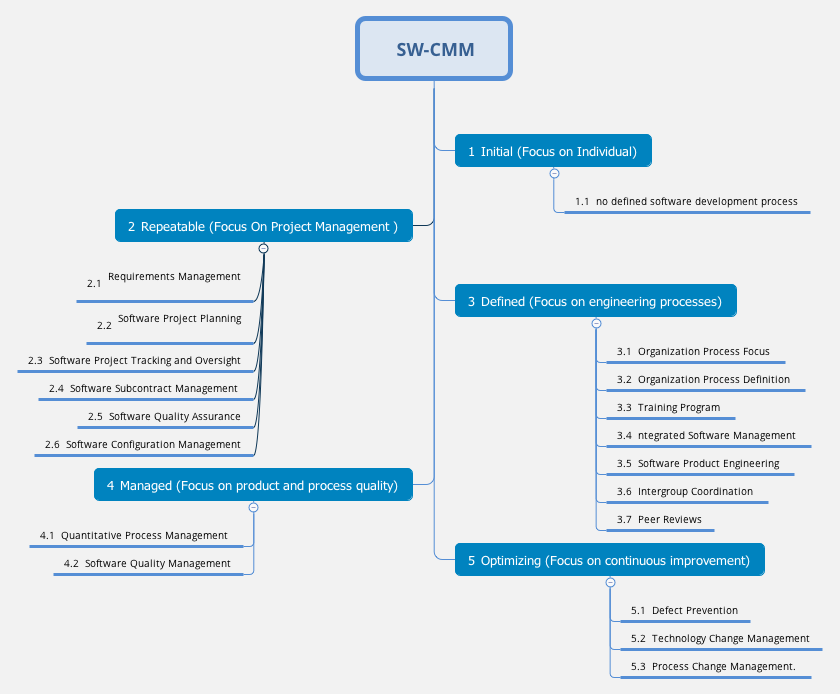 SW-CMM
1 Initial (Focus on Individual)
1.1 no defined software development process
2 Repeatable (Focus On Project Management )
2.1 Requirements Management
2.2 Software Project Planning
2.3 Software Project Tracking and Oversight
2.4 Software Subcontract Management
2.5 Software Quality Assurance
2.6 Software Configuration Management
3 Defined (Focus on engineering processes)
3.1 Organization Process Focus
3.2 Organization Process Definition
3.3 Training Program
3.4 ntegrated Software Management
3.5 Software Product Engineering
3.6 Intergroup Coordination
3.7 Peer Reviews
4 Managed (Focus on product and process quality)
4.1 Quantitative Process Management
4.2 Software Quality Management
5 Optimizing (Focus on continuous improvement)
5.1 Defect Prevention
5.2 Technology Change Management
5.3 Process Change Management.